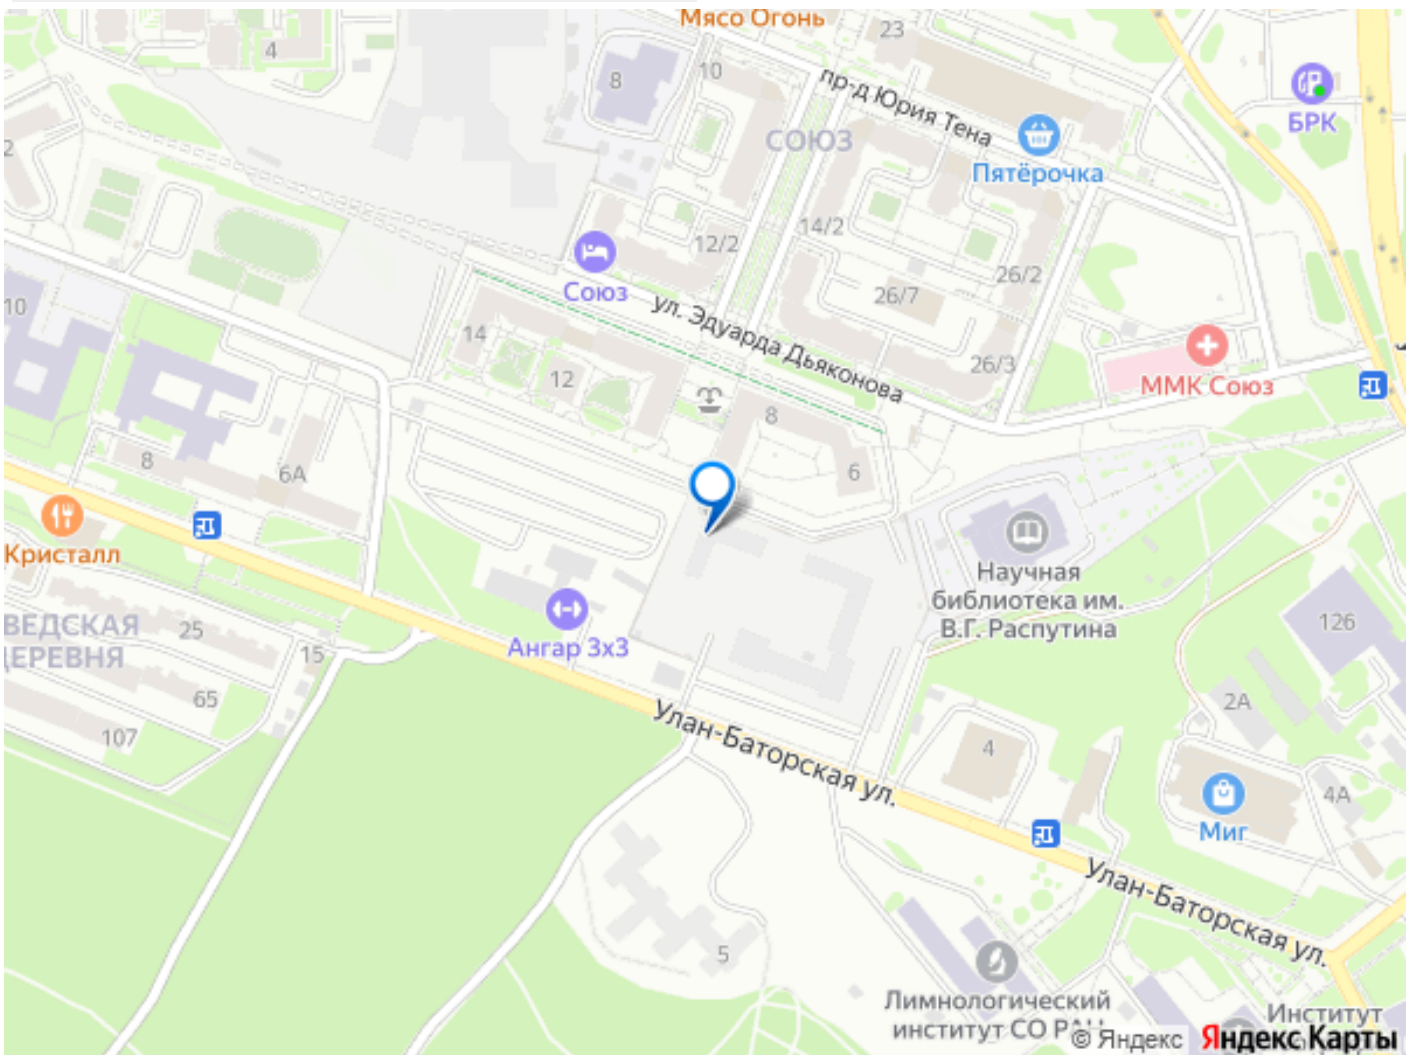 Мясо Огонь
23
4
8
10
пр-д Юрия Тена
БРК
СОЮЗ
Пятёрочка
2
12/2
14/2
26/2
Союз
26/7
10
ул. Эдуарда Дьяконова
14
26/3
12
ММК Союз
8
8
6А
6
Кристалл
Научная
библиотека им.
В.Г. Распутина
ВЕДСКАЯ
ЕРЕВНЯ
25
15
Ангар 3х3
126
65
2А
107
Улан-Баторская ул.
4
4А
Миг
Улан-Баторская ул.
5
Лимнологический
институт СО РАН
Институт
© Яндекс Яндекс Карты